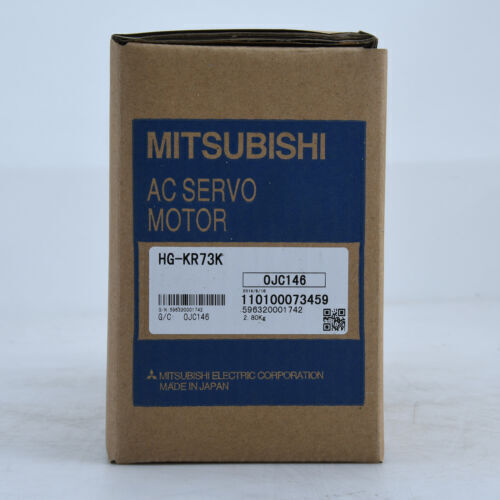 MITSUBISHI
AC SERVO
MOTOR
HG-KR73K
0JC146
110100073459
S/N:596320001742
596320001742
G/C 0JC146
2.80Kg
MITSUBISHI ELECTRIC CORPORATION
MADE IN JAPAN